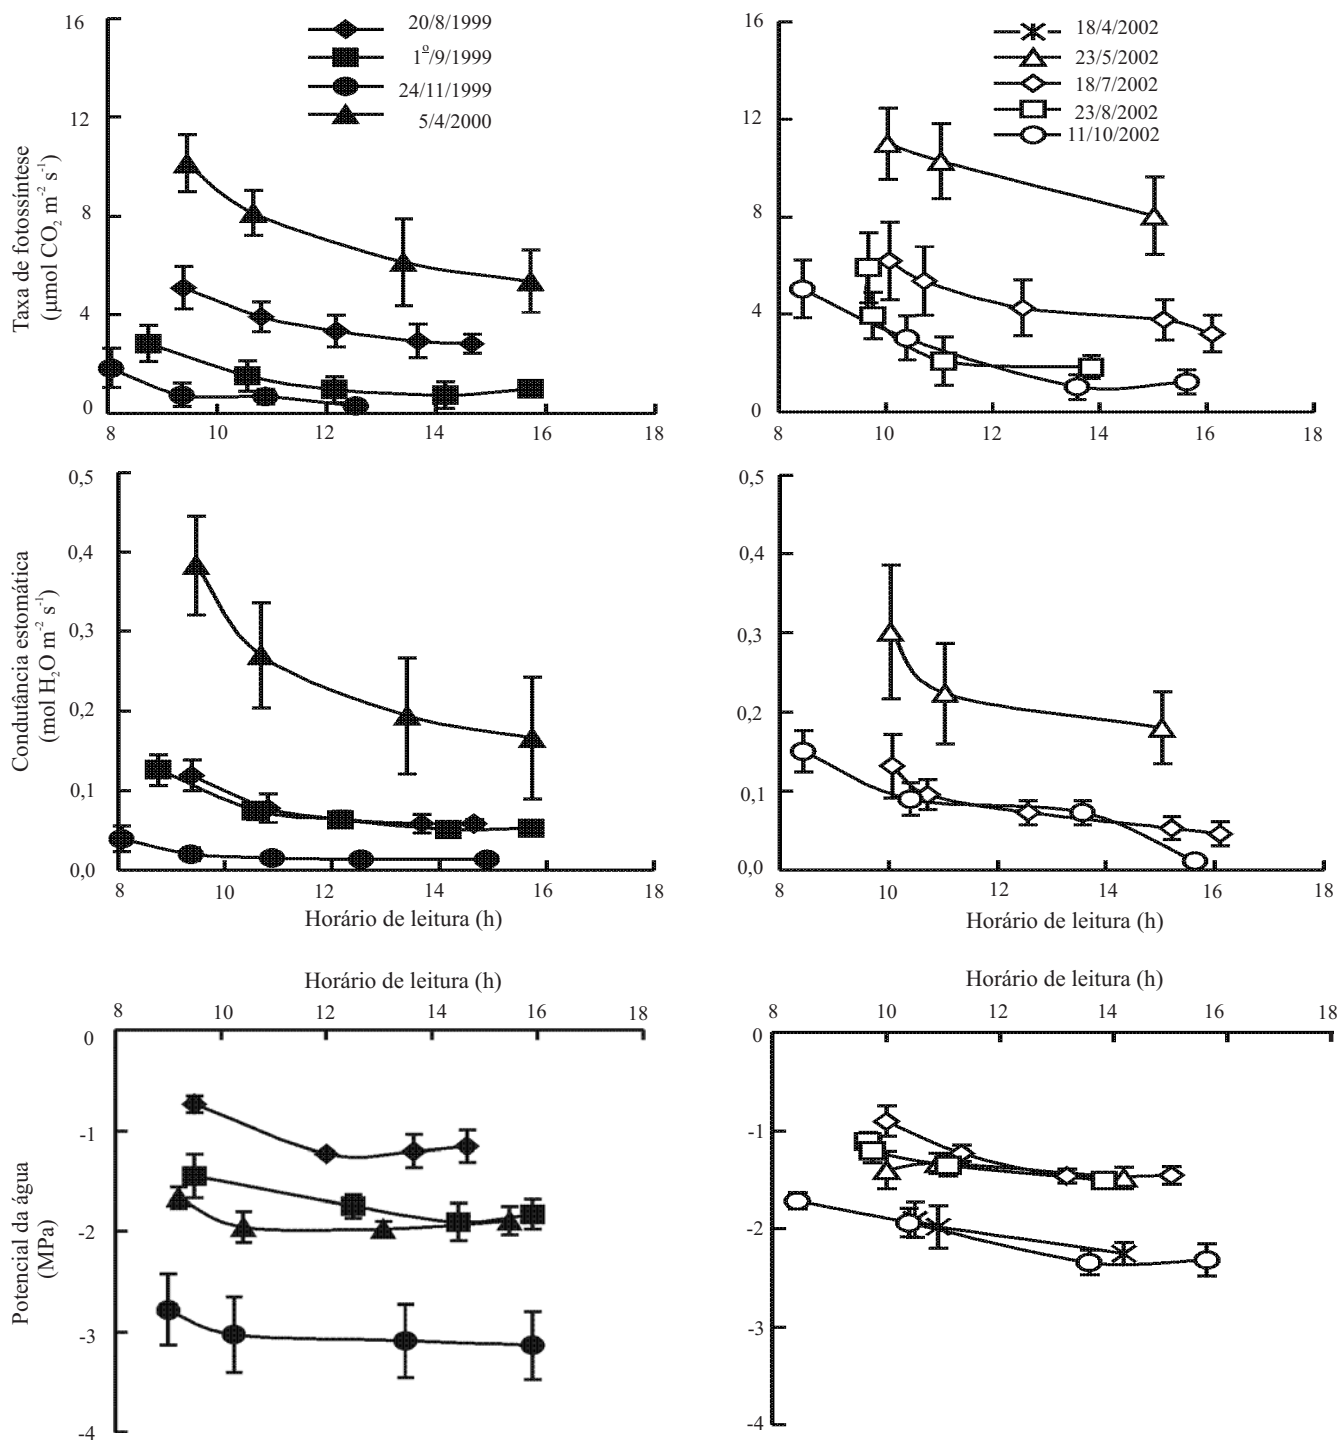 20/8/1999
1º/9/1999
24/11/1999
5/4/2000
Taxa de fotossíntese
(µmol CO₂ m⁻² s⁻¹)
16
12
8
4
0
8 10 12 14 16 18
18/4/2002
23/5/2002
18/7/2002
23/8/2002
11/10/2002
16
12
8
4
0
8 10 12 14 16 18
Condutância estomática
(mol H₂O m⁻² s⁻¹)
0,5
0,4
0,3
0,2
0,1
0,0
8 10 12 14 16 18
Horário de leitura (h)
0,5
0,4
0,3
0,2
0,1
0,0
8 10 12 14 16 18
Horário de leitura (h)
Horário de leitura (h)
8 10 12 14 16 18
Potencial da água
(MPa)
0
-1
-2
-3
-4
Horário de leitura (h)
8 10 12 14 16 18
0
-1
-2
-3
-4